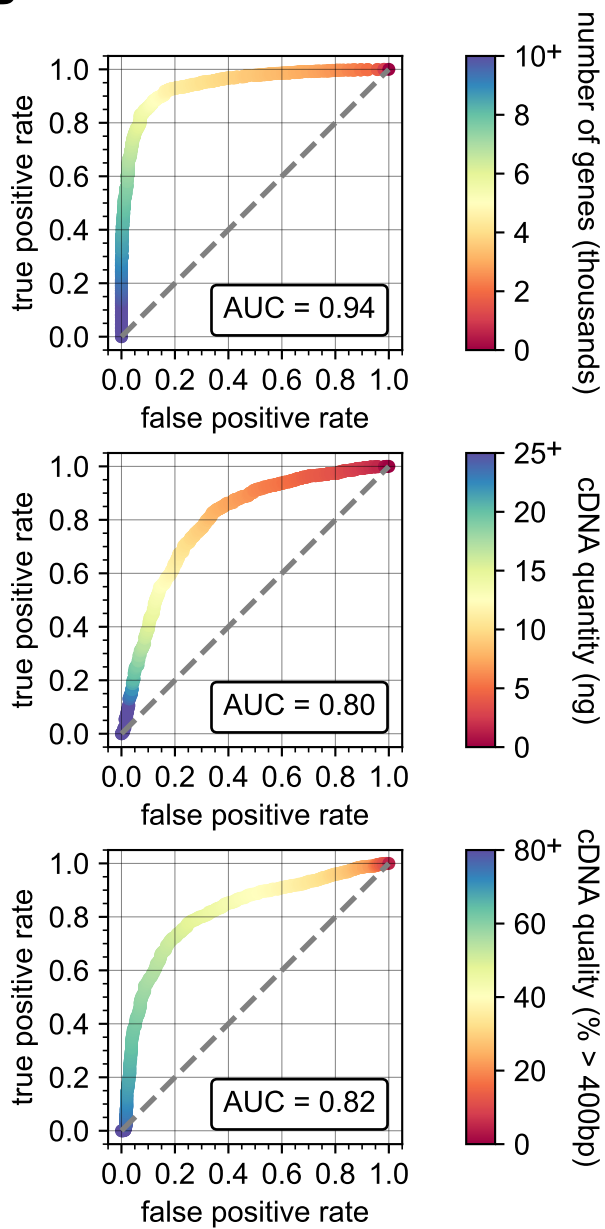 1.0
0.8
0.6
0.4
0.2
0.0
true positive rate
0.0 0.2 0.4 0.6 0.8 1.0
false positive rate
AUC = 0.94
10+
8
6
4
2
0
number of genes (thousands)
1.0
0.8
0.6
0.4
0.2
0.0
true positive rate
0.0 0.2 0.4 0.6 0.8 1.0
false positive rate
AUC = 0.80
25+
20
15
10
5
0
cDNA quantity (ng)
1.0
0.8
0.6
0.4
0.2
0.0
true positive rate
0.0 0.2 0.4 0.6 0.8 1.0
false positive rate
AUC = 0.82
80+
60
40
20
0
cDNA quality (% > 400bp)